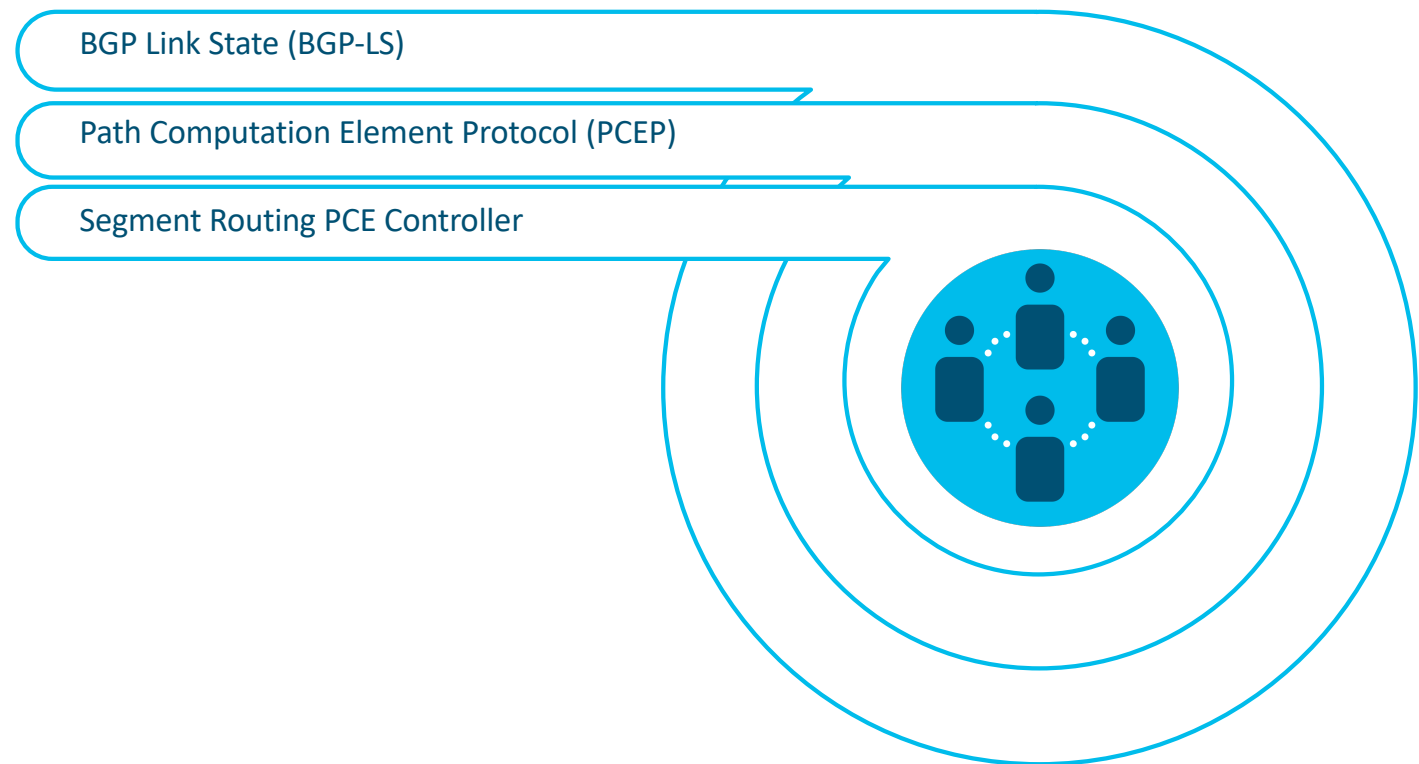 BGP Link State (BGP-LS)
Path Computation Element Protocol (PCEP)
Segment Routing PCE Controller